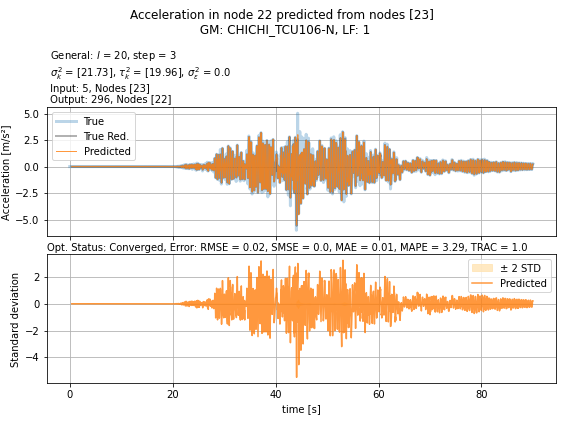 Acceleration in node 22 predicted from nodes [23]
GM: CHICHI_TCU106-N, LF: 1
General: l = 20, step = 3
σ²ₖ = [21.73], τ²ₖ = [19.96], σ²ε = 0.0
Input: 5, Nodes [23]
Output: 296, Nodes [22]
Acceleration [m/s²]
5.0
2.5
0.0
−2.5
−5.0
True
True Red.
Predicted
Opt. Status: Converged, Error: RMSE = 0.02, SMSE = 0.0, MAE = 0.01, MAPE = 3.29, TRAC = 1.0
Standard deviation
2
0
−2
−4
± 2 STD
Predicted
0 20 40 60 80
time [s]